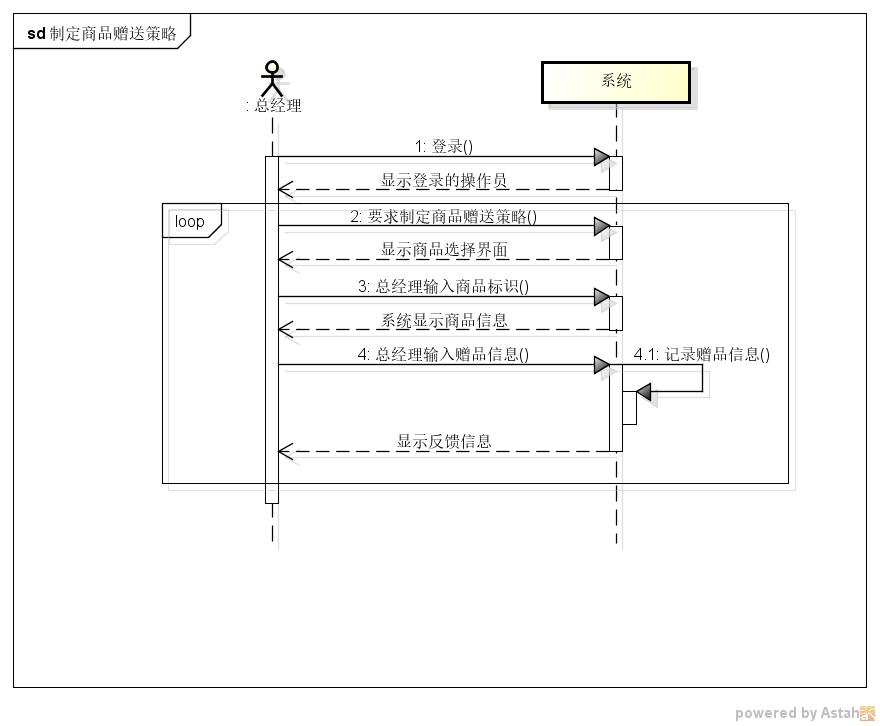 sd 制定商品赠送策略
: 总经理
系统
1: 登录()
显示登录的操作员
loop
2: 要求制定商品赠送策略()
显示商品选择界面
3: 总经理输入商品标识()
系统显示商品信息
4: 总经理输入赠品信息()
4.1: 记录赠品信息()
显示反馈信息
powered by Astah